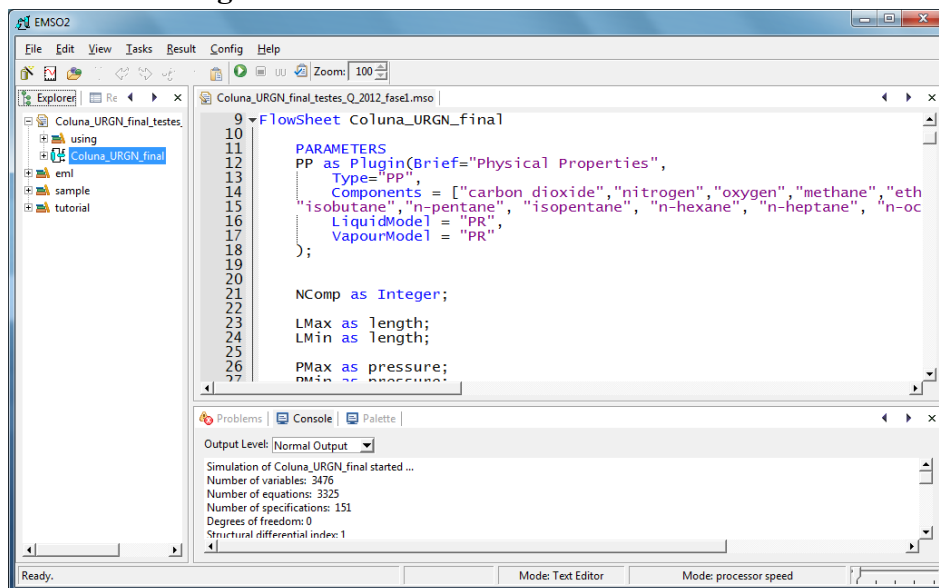 EMSO2
File Edit View Tasks Result Config Help
Zoom: 100
Explorer Re
Coluna_URGN_final_testes_Q_2012_fase1.mso
Coluna_URGN_final_testes_
using
Coluna_URGN_final
eml
sample
tutorial
9 FlowSheet Coluna_URGN_final
10
11 PARAMETERS
12 PP as Plugin(Brief="Physical Properties",
13 Type="PP",
14 Components = ["carbon dioxide","nitrogen","oxygen","methane","eth
15 "isobutane","n-pentane", "isopentane", "n-hexane", "n-heptane", "n-oc
16 LiquidModel = "PR",
17 VapourModel = "PR"
18 );
19
20
21 NComp as Integer;
22
23 LMax as length;
24 LMin as length;
25
26 PMax as pressure;
27 PMin as pressure;
Problems Console Palette
Output Level: Normal Output
Simulation of Coluna_URGN_final started ...
Number of variables: 3476
Number of equations: 3325
Number of specifications: 151
Degrees of freedom: 0
Structural differential index: 1
Ready.
Mode: Text Editor
Mode: processor speed